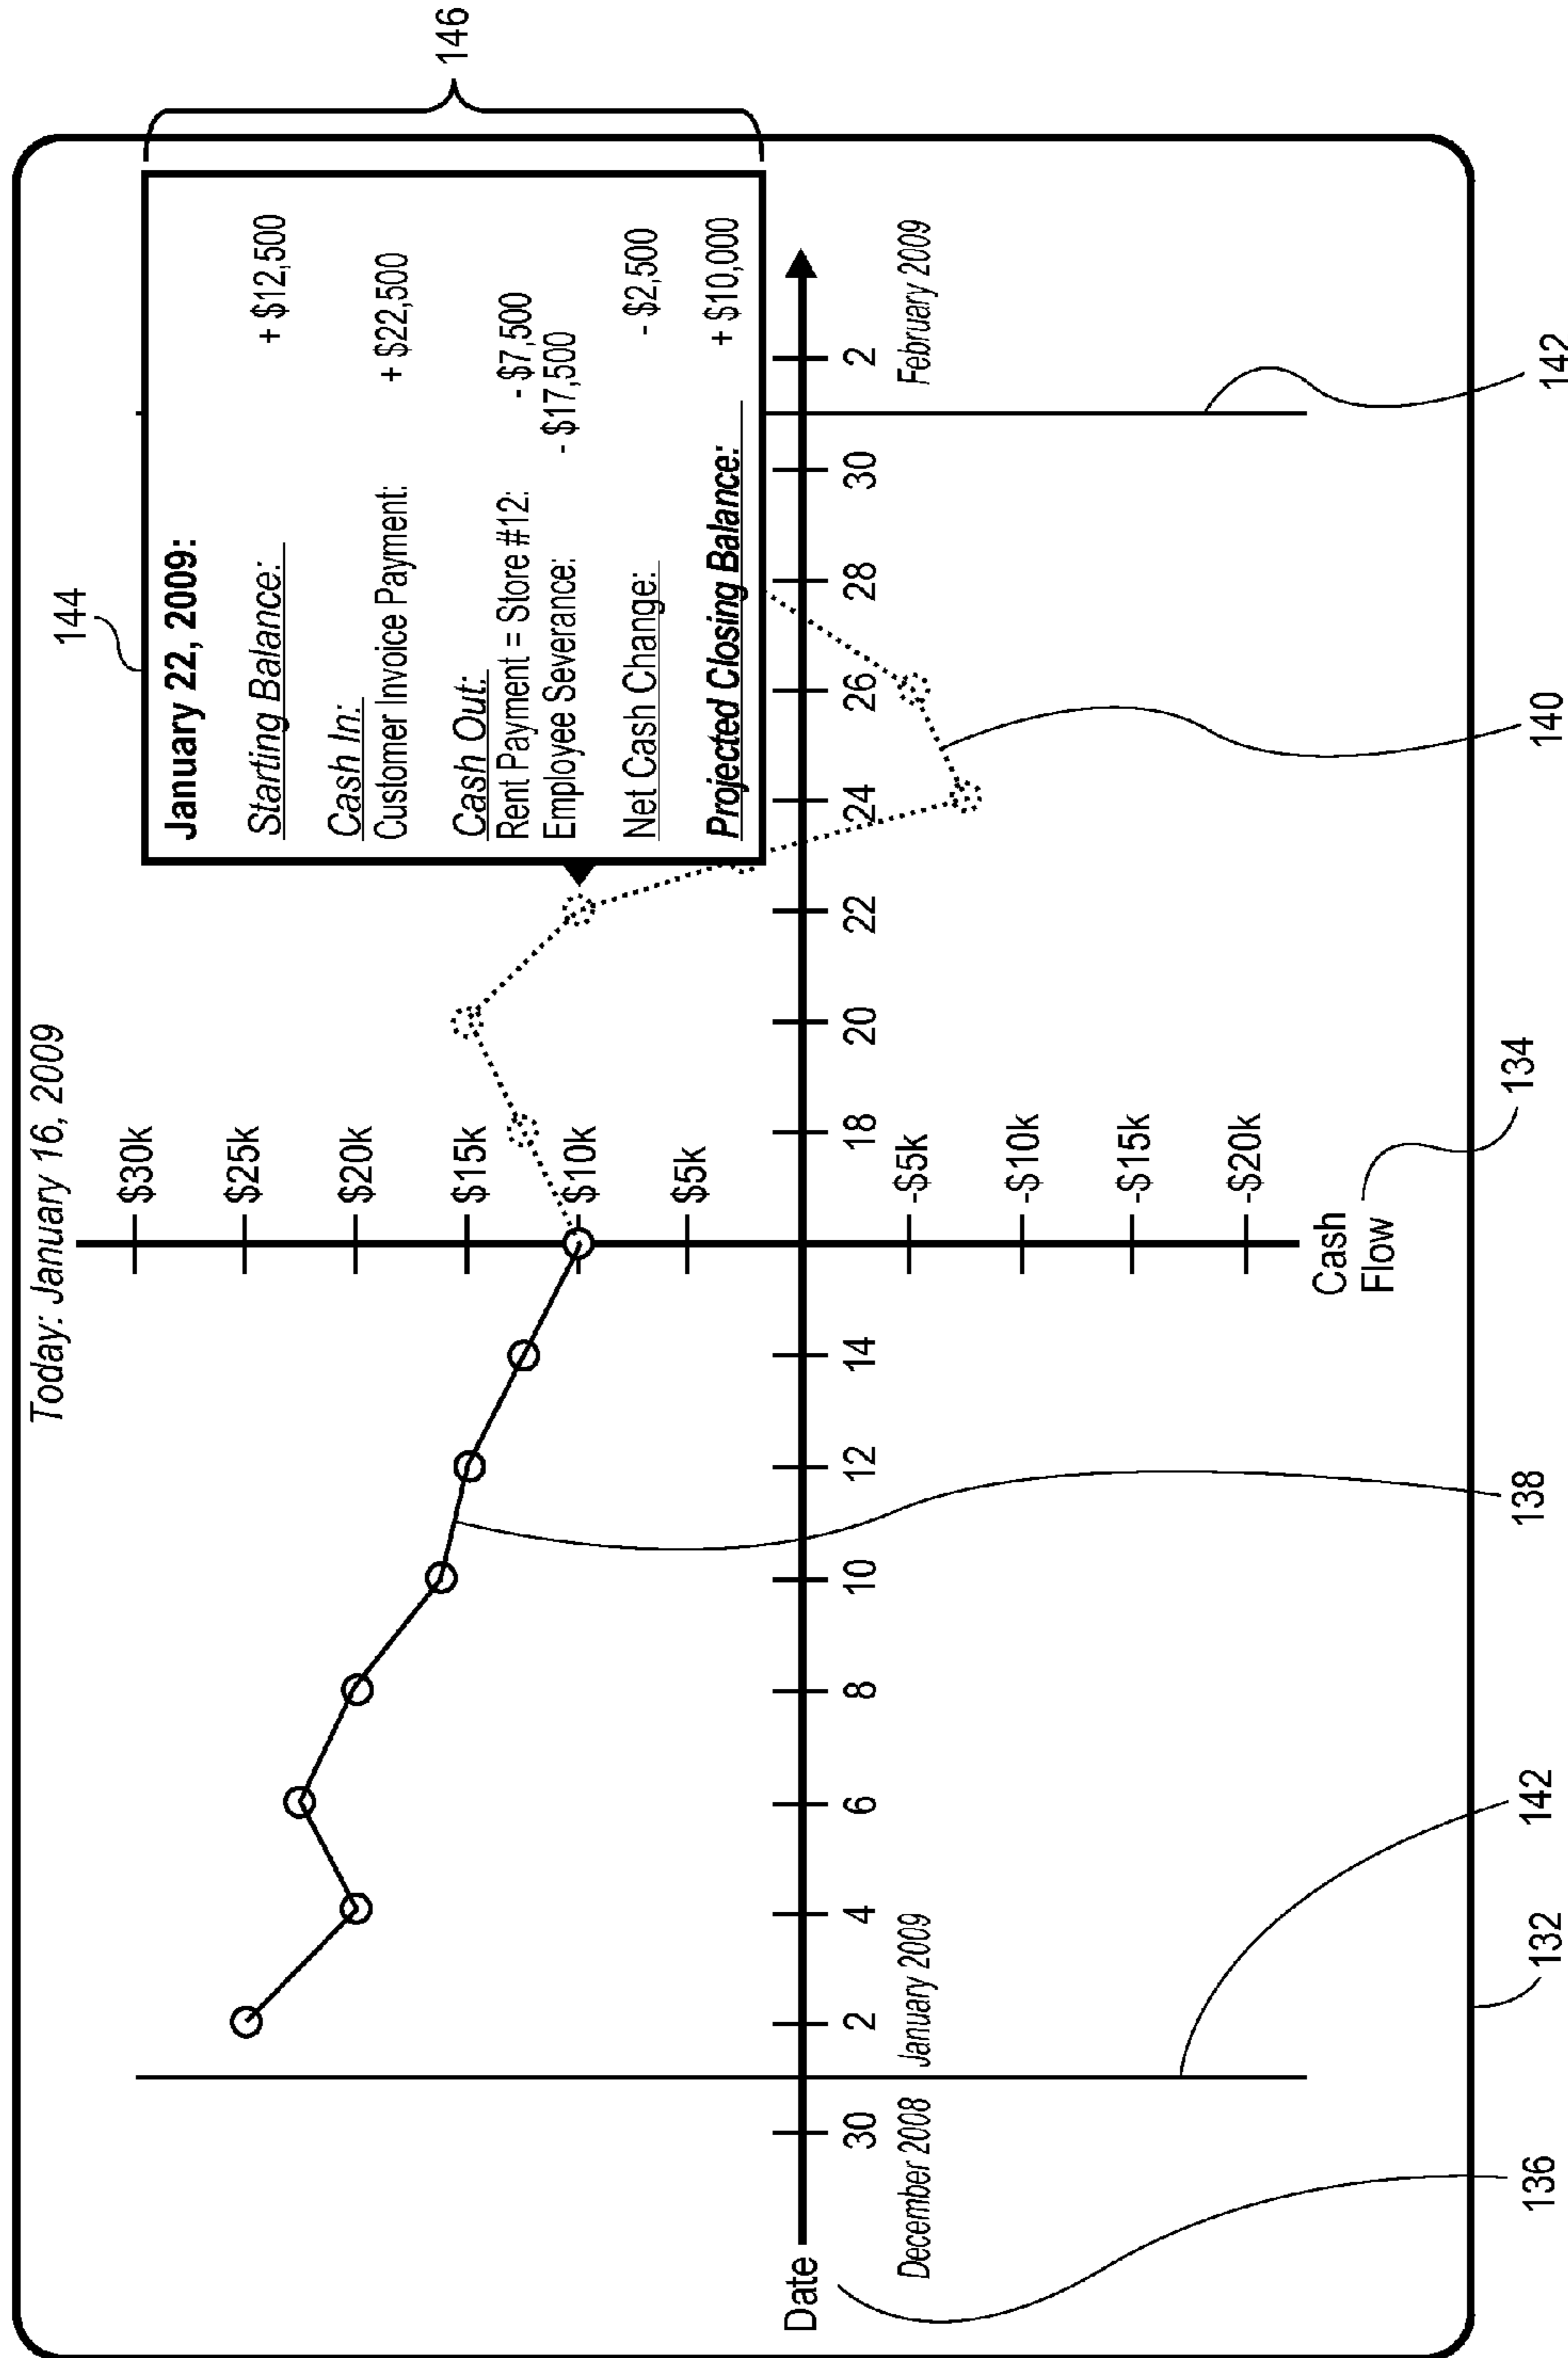 Today: January 16, 2009
$30k
$25k
$20k
$15k
$10k
$5k
-$5k
-$10k
-$15k
-$20k
Cash
Flow
144
January 22, 2009:
Starting Balance: + $12,500
Cash In:
Customer Invoice Payment: + $22,500
Cash Out:
Rent Payment = Store #12: - $7,500
Employee Severance: - $17,500
Net Cash Change: - $2,500
Projected Closing Balance: + $10,000
146
Date
30 2 4 6 8 10 12 14 18 20 22 24 26 28 30 2
December 2008 January 2009 February 2009
136 132 142 138 134 140 142